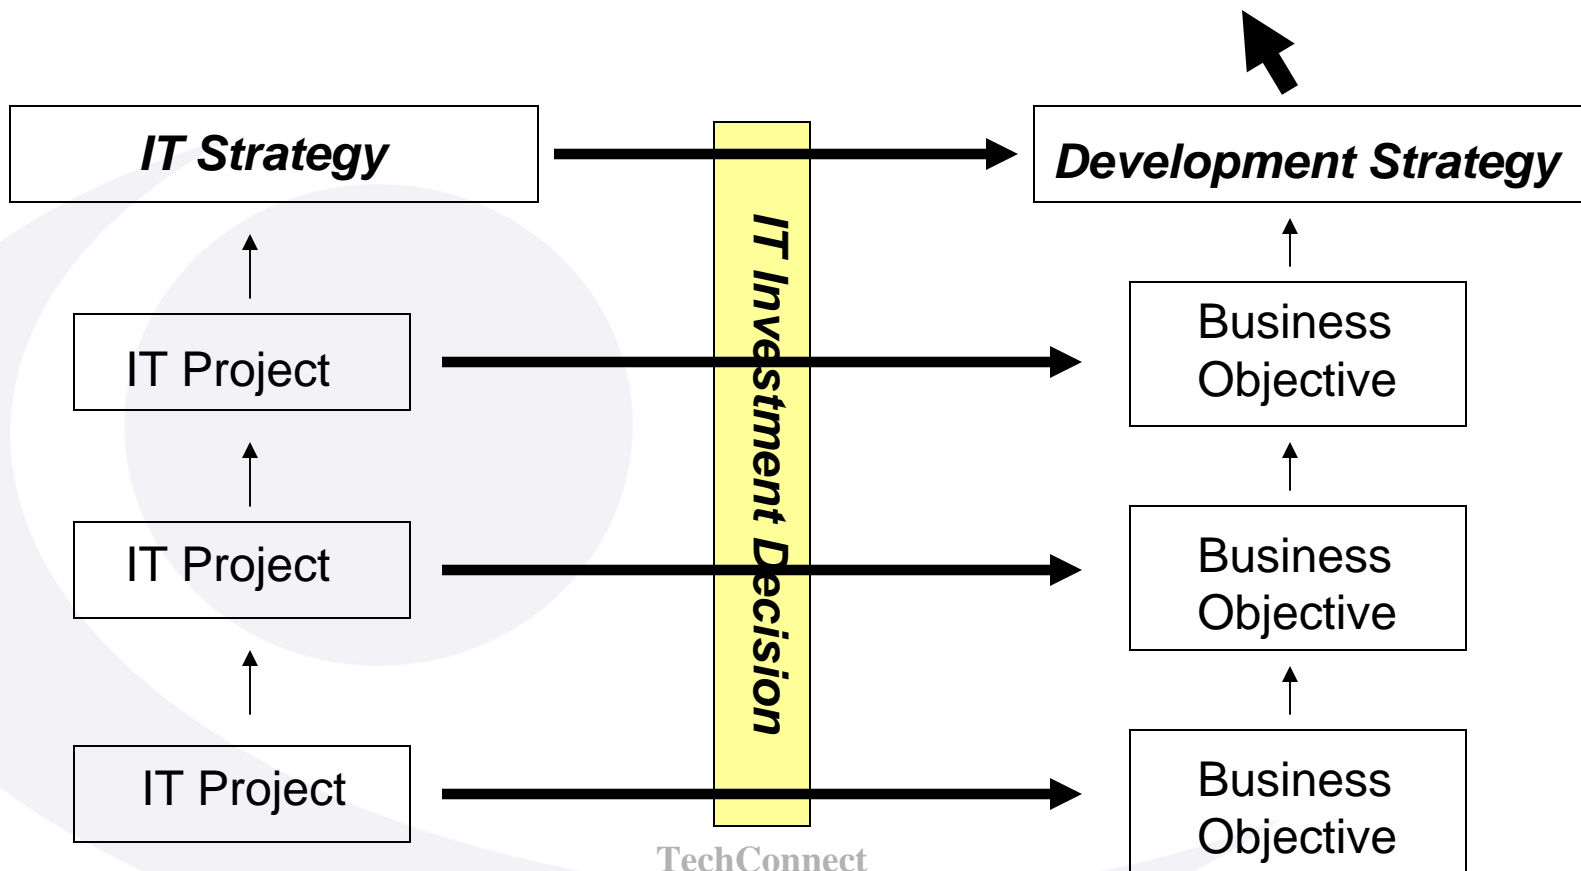 IT Strategy
Development Strategy
IT Investment Decision
IT Project
Business
Objective
IT Project
Business
Objective
IT Project
Business
Objective
TechConnect